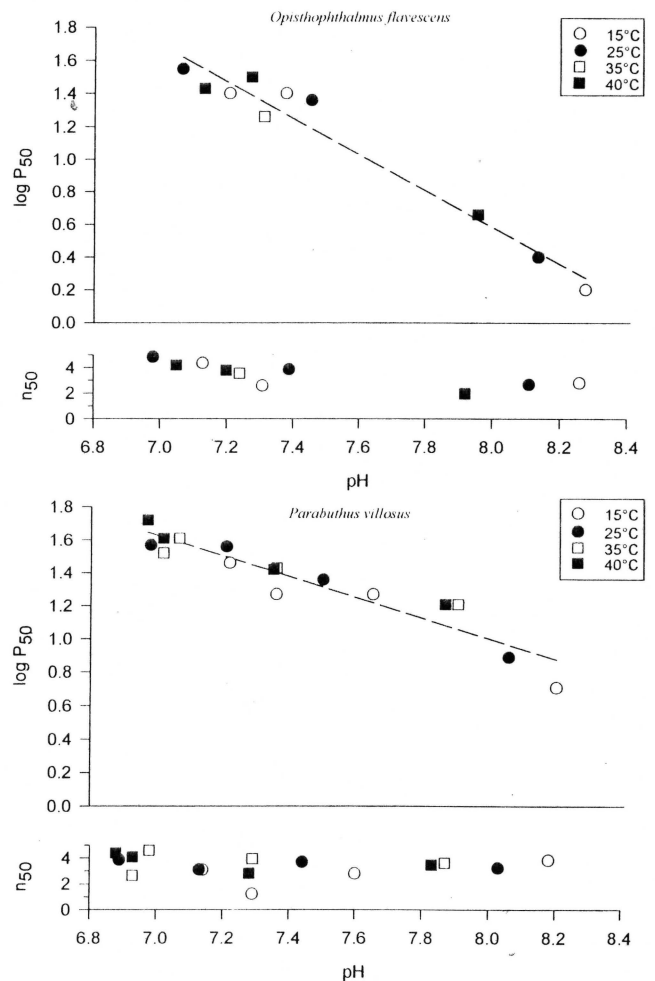 Opisthophthalmus flavescens
15°C
25°C
35°C
40°C
1.8
1.6
1.4
1.2
1.0
0.8
0.6
0.4
0.2
0.0
log P50
4
2
0
n50
6.8 7.0 7.2 7.4 7.6 7.8 8.0 8.2 8.4
pH
Parabuthus villosus
15°C
25°C
35°C
40°C
1.8
1.6
1.4
1.2
1.0
0.8
0.6
0.4
0.2
0.0
log P50
4
2
0
n50
6.8 7.0 7.2 7.4 7.6 7.8 8.0 8.2 8.4
pH